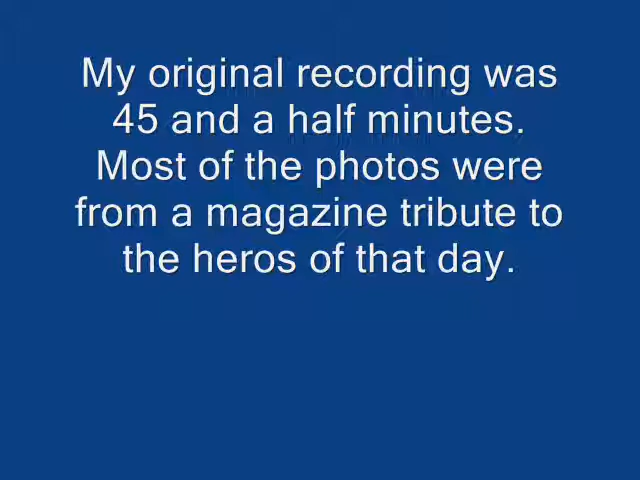 My original recording was
45 and a half minutes.
Most of the photos were
from a magazine tribute to
the heros of that day.